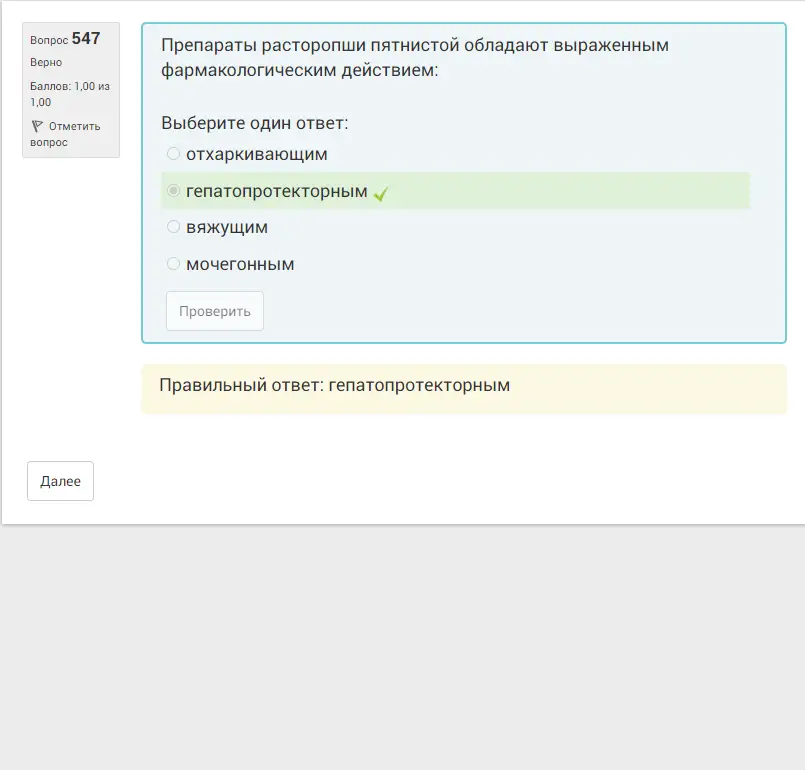 Вопрос 547
Верно
Баллов: 1,00 из
1,00
Отметить
вопрос
Препараты расторопши пятнистой обладают выраженным
фармакологическим действием:
Выберите один ответ:
отхаркивающим
гепатопротекторным
вяжущим
мочегонным
Проверить
Правильный ответ: гепатопротекторным
Далее